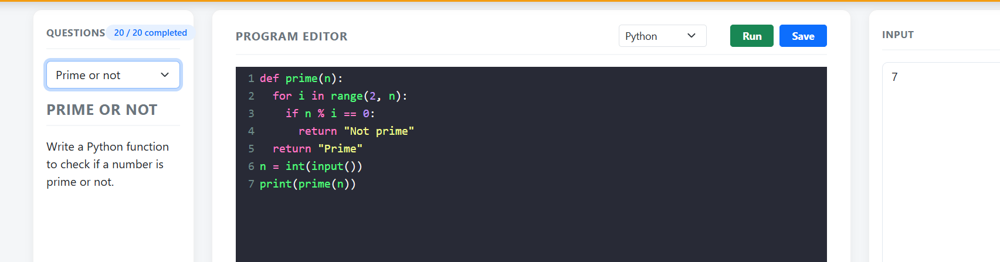 QUESTIONS 20 / 20 completed
Prime or not
PRIME OR NOT
Write a Python function
to check if a number is
prime or not.
PROGRAM EDITOR Python Run Save
1 def prime(n):
2   for i in range(2, n):
3     if n % i == 0:
4       return "Not prime"
5   return "Prime"
6 n = int(input())
7 print(prime(n))
INPUT
7